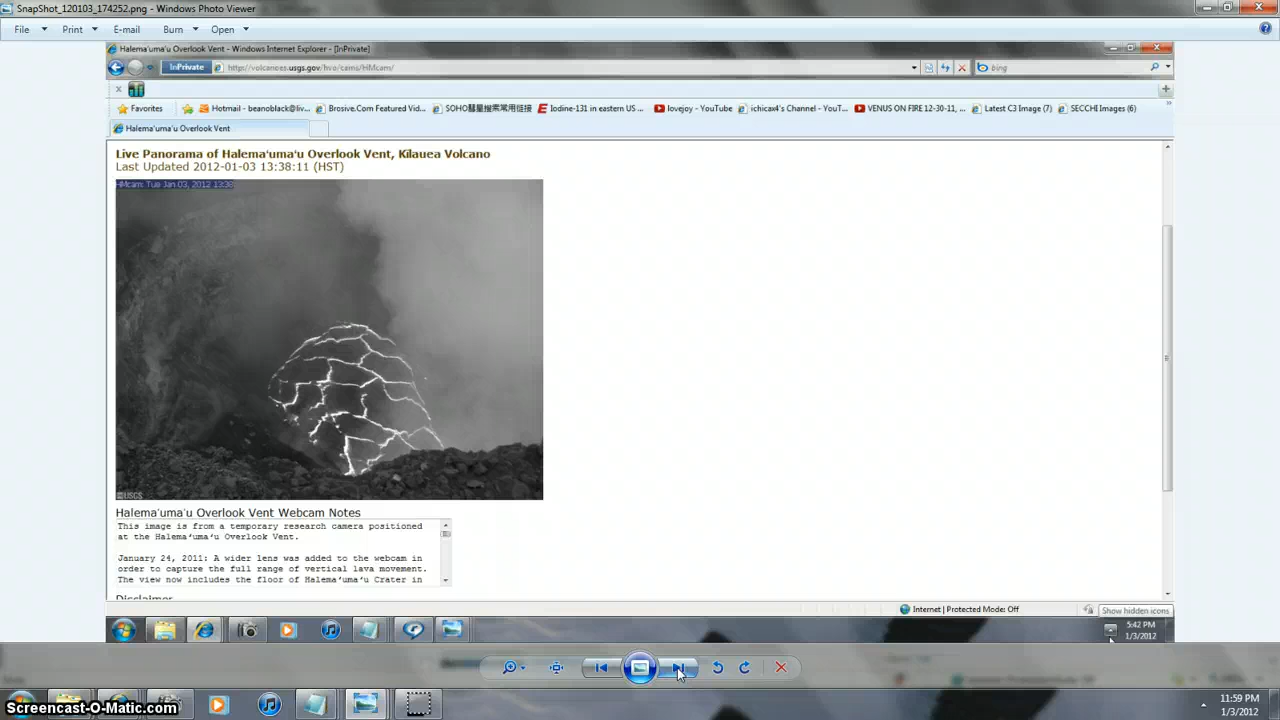 SnapShot_120103_174252.png - Windows Photo Viewer
File Print E-mail Burn Open
Halema'uma'u Overlook Vent - Windows Internet Explorer - [InPrivate]
InPrivate http://volcanoes.usgs.gov/hvo/cams/HMcam/ bing
Favorites Hotmail - beanoblack@liv... Brosive.Com Featured Vid... Iodine-131 in eastern US ... lovejoy - YouTube ichicax4's Channel - YouT... VENUS ON FIRE 12-30-11, ... Latest C3 Image (7) SECCHI Images (6)
Halema'uma'u Overlook Vent
Live Panorama of Halema'uma'u Overlook Vent, Kilauea Volcano
Last Updated 2012-01-03 13:38:11 (HST)
HMcam: Tue Jan 03, 2012 13:38
USGS
Halema'uma'u Overlook Vent Webcam Notes
This image is from a temporary research camera positioned
at the Halema'uma'u Overlook Vent.
January 24, 2011: A wider lens was added to the webcam in
order to capture the full range of vertical lava movement.
The view now includes the floor of Halema'uma'u Crater in
Disclaimer
Internet | Protected Mode: Off
Show hidden icons
5:42 PM
1/3/2012
Screencast-O-Matic.com
11:59 PM
1/3/2012